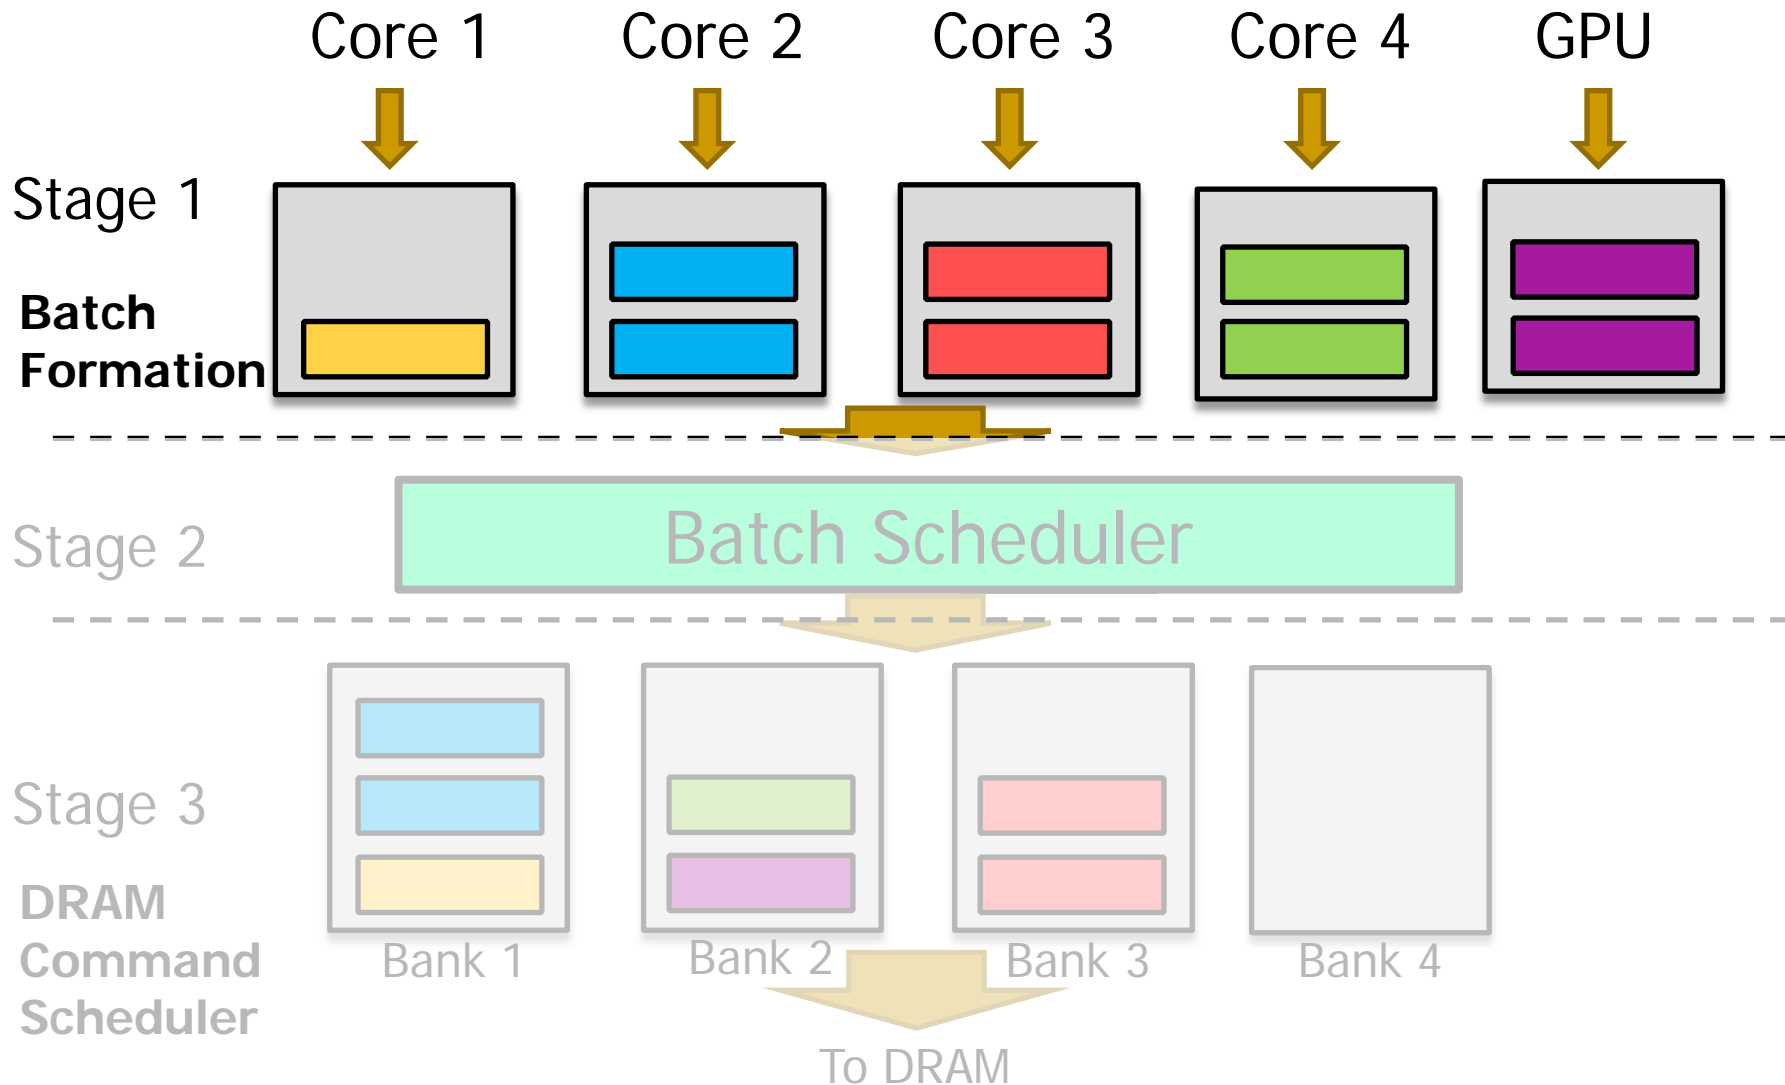 Core 1 Core 2 Core 3 Core 4 GPU
Stage 1
Batch
Formation
Stage 2
Batch Scheduler
Stage 3
DRAM
Command
Scheduler
Bank 1 Bank 2 Bank 3 Bank 4
To DRAM